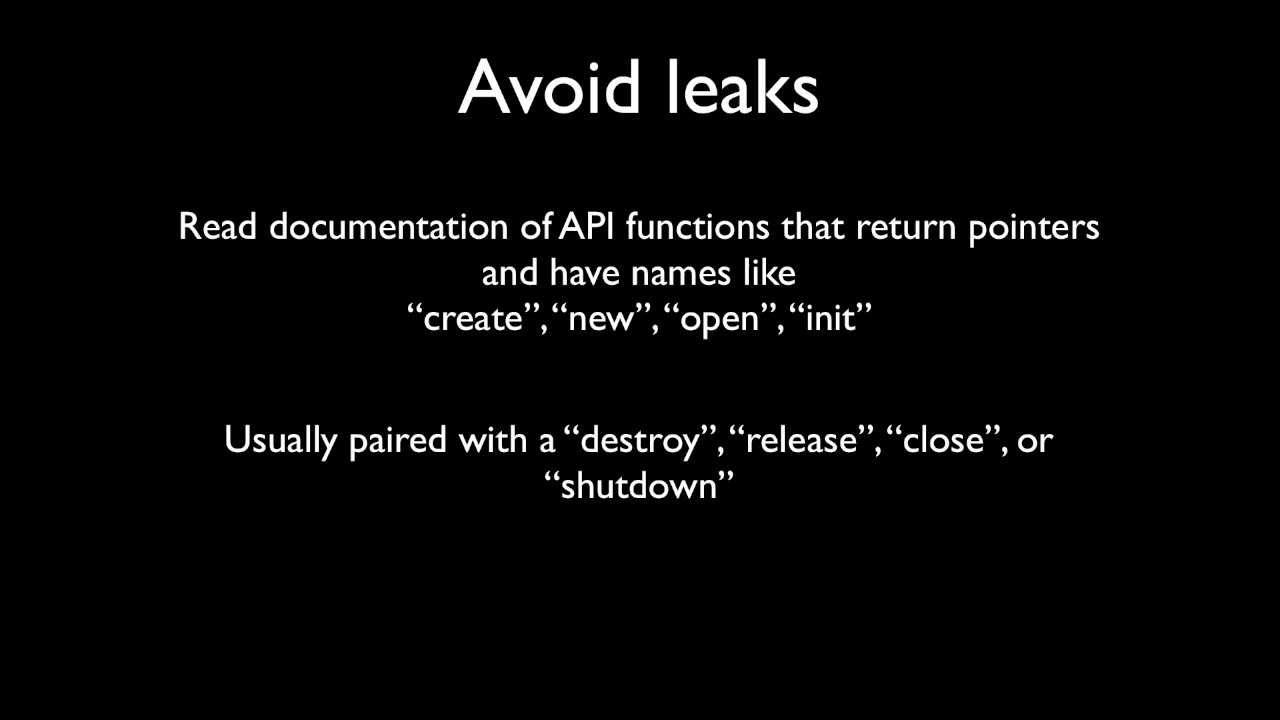 Avoid leaks
Read documentation of API functions that return pointers
and have names like
“create”, “new”, “open”, “init”
Usually paired with a “destroy”, “release”, “close”, or
“shutdown”